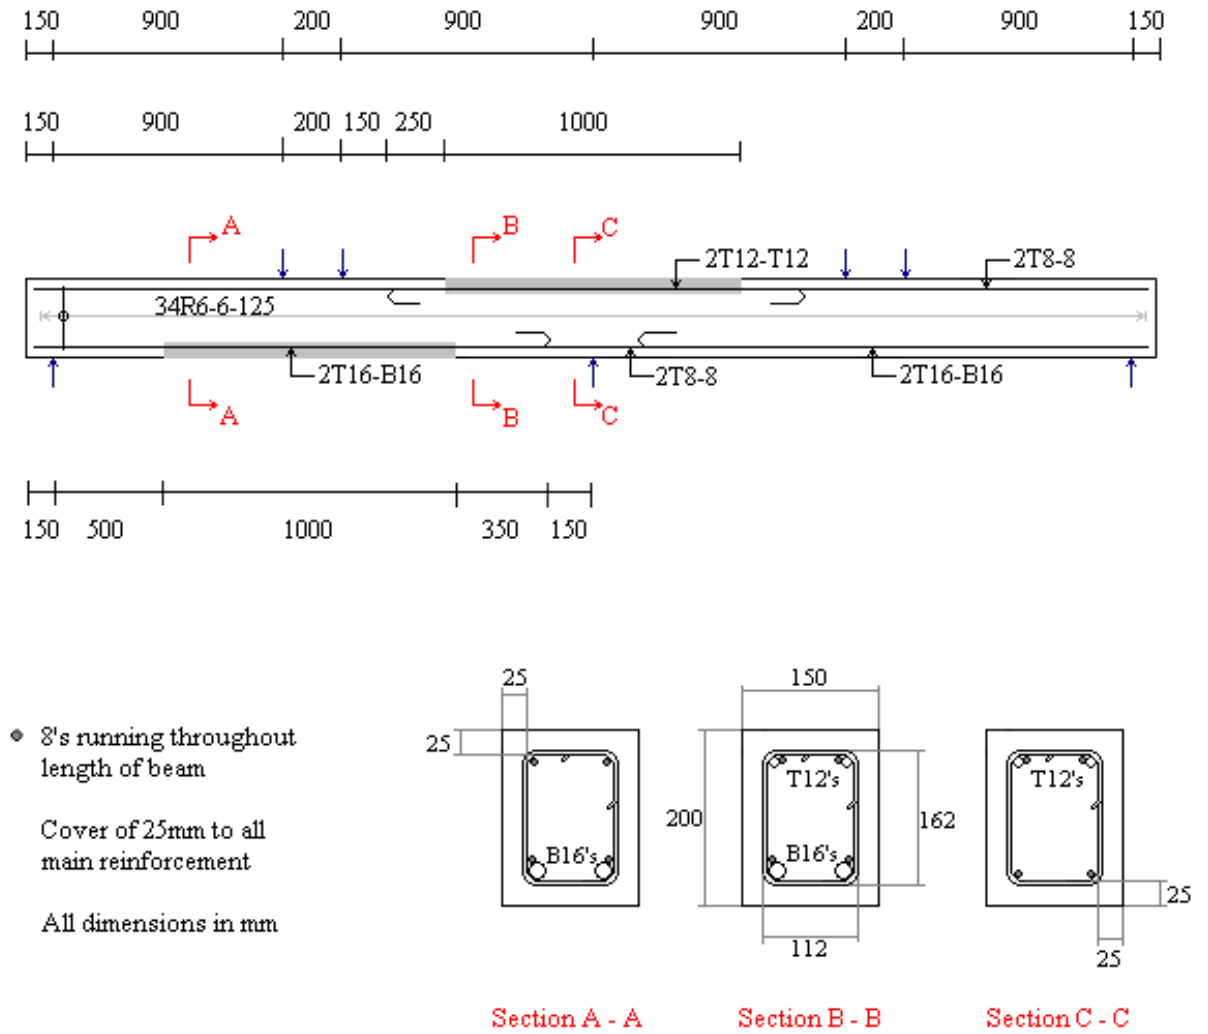 150 900 200 900 900 200 900 150
150 900 200 150 250 1000
A B C
2T12-T12 2T8-8
34R6-6-125
2T16-B16 2T8-8 2T16-B16
A B C
150 500 1000 350 150
25 150
8's running throughout
length of beam
25
T12's T12's
Cover of 25mm to all
main reinforcement
200 162
B16's B16's
25
All dimensions in mm
112 25
Section A - A Section B - B Section C - C